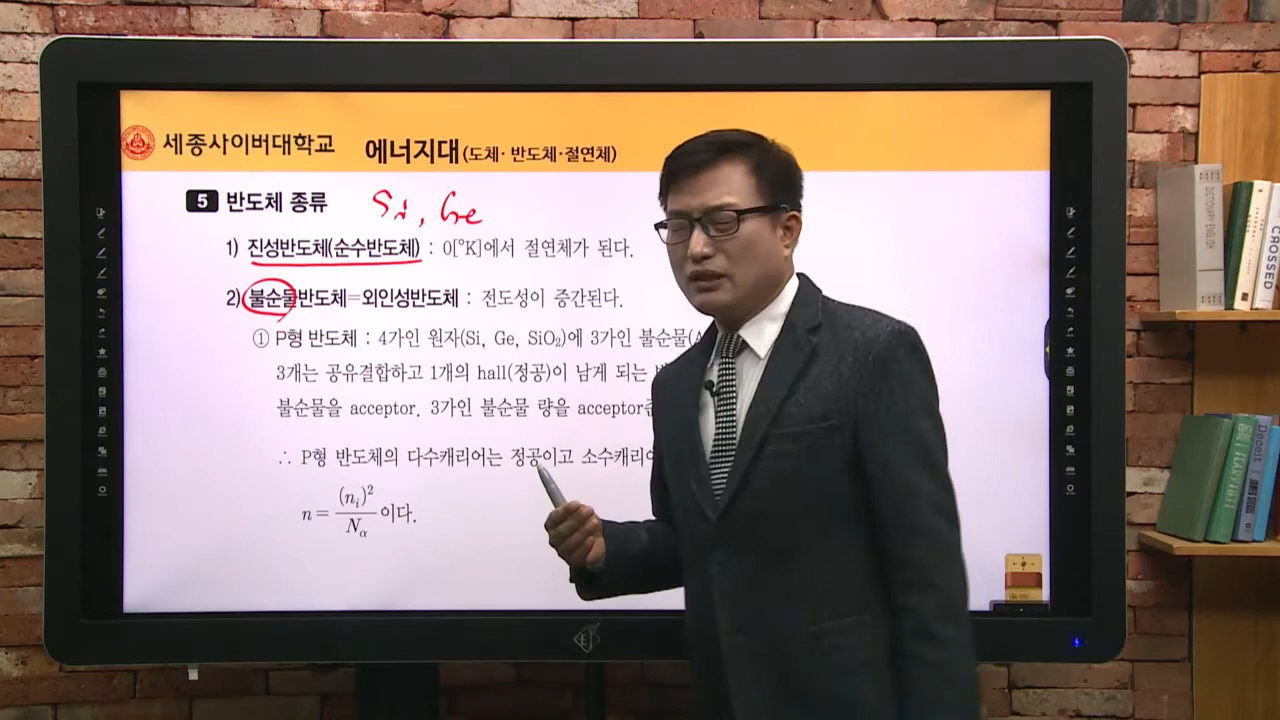 세종사이버대학교
에너지대(도체· 반도체·절연체)
5 반도체 종류 Si, Ge
1) 진성반도체(순수반도체) : 0[°K]에서 절연체가 된다.
2) 불순물반도체=외인성반도체 : 전도성이 증간된다.
① P형 반도체 : 4가인 원자(Si, Ge, SiO₂)에 3가인 불순물(A
3개는 공유결합하고 1개의 hall(정공)이 남게 되는
불순물을 acceptor. 3가인 불순물 량을 acceptor
∴ P형 반도체의 다수캐리어는 정공이고 소수캐리어
n = (nᵢ)² / Nα 이다.
DICTIONARY ENGLISH
CROSSED
Deceit